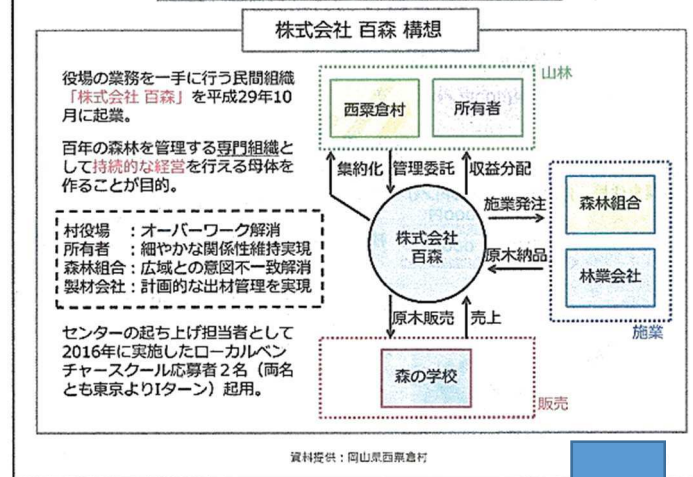 株式会社 百森 構想
役場の業務を一手に行う民間組織
「株式会社 百森」を平成29年10
月に起業。
百年の森林を管理する専門組織と
して持続的な経営を行える母体を
作ることが目的。
村役場 ：オーバーワーク解消
所有者 ：細やかな関係性維持実現
森林組合：広域との意図不一致解消
製材会社：計画的な出材管理を実現
センターの起ち上げ担当者として
2016年に実施したローカルベン
チャースクール応募者２名（両名
とも東京よりIターン）起用。
山林
西粟倉村
所有者
集約化
管理委託
収益分配
株式会社
百森
施業発注
原木納品
森林組合
林業会社
施業
原木販売
売上
森の学校
販売
資料提供：岡山県西粟倉村